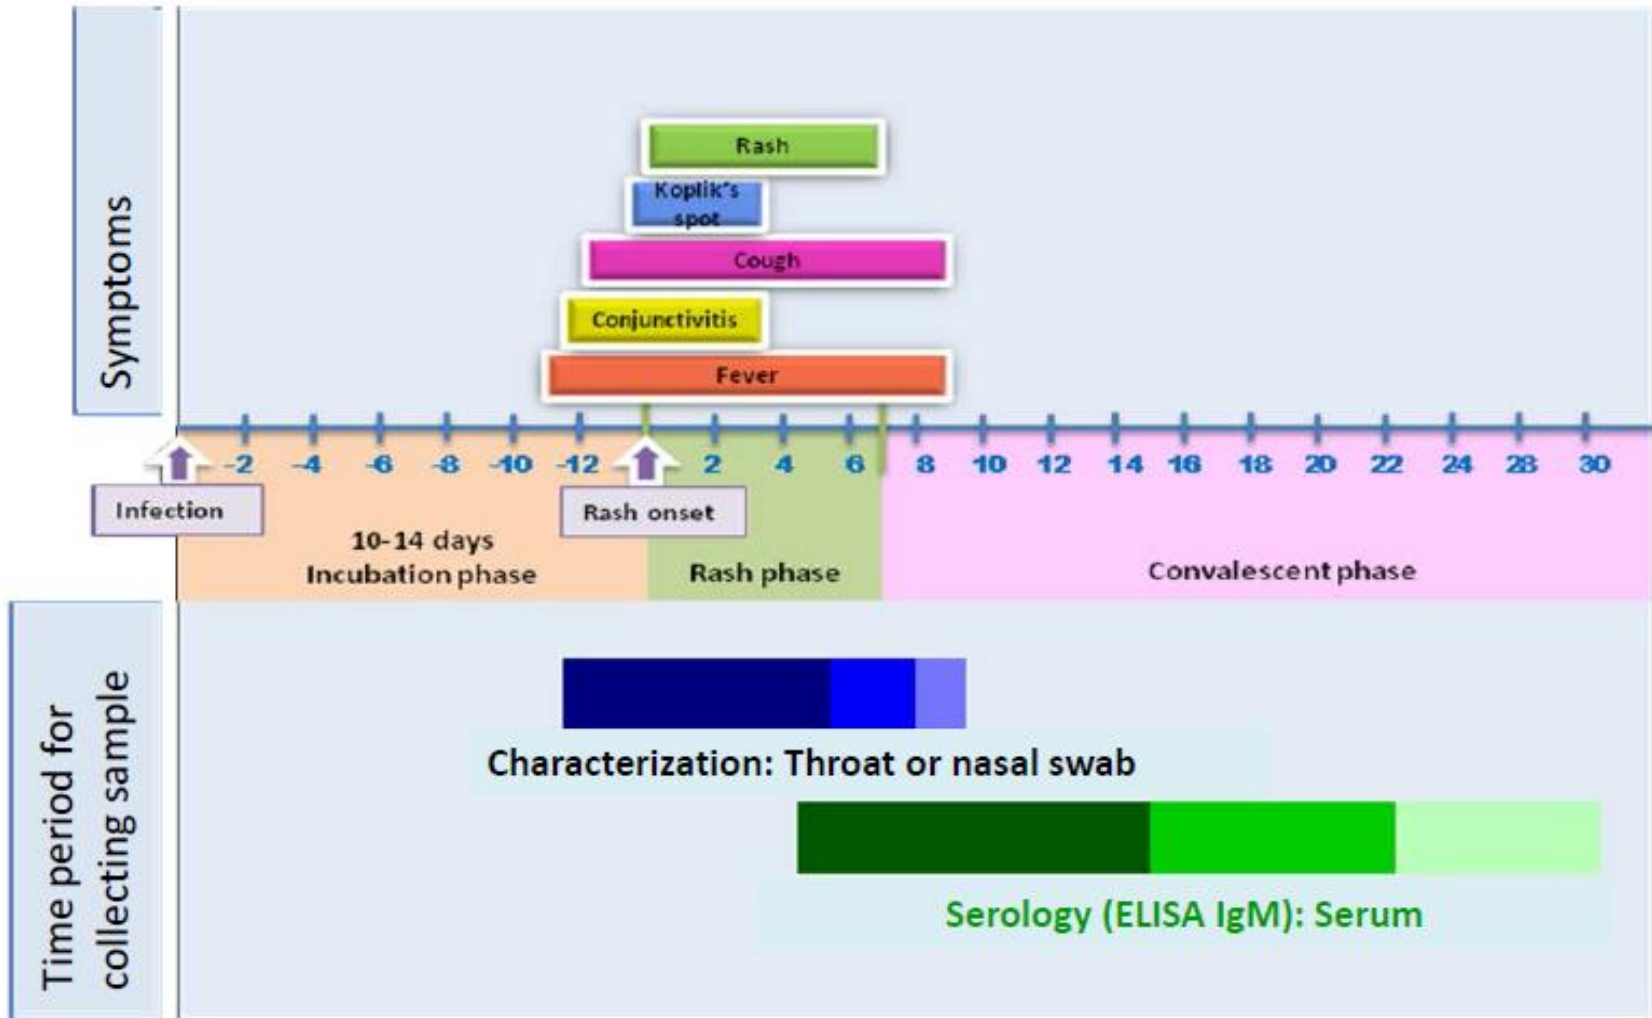 Symptoms
Rash
Koplik's
spot
Cough
Conjunctivitis
Fever
-2 -4 -6 -8 -10 -12 2 4 6 8 10 12 14 16 18 20 22 24 28 30
Infection
Rash onset
10-14 days
Incubation phase
Rash phase
Convalescent phase
Time period for
collecting sample
Characterization: Throat or nasal swab
Serology (ELISA IgM): Serum